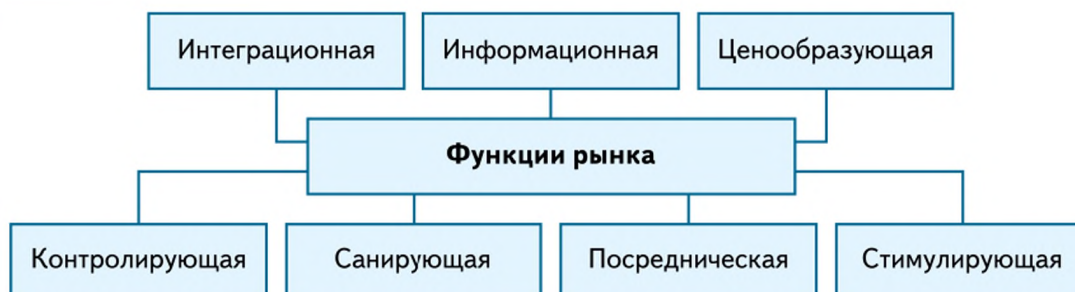 Интеграционная
Информационная
Ценообразующая
Функции рынка
Контролирующая
Санирующая
Посредническая
Стимулирующая